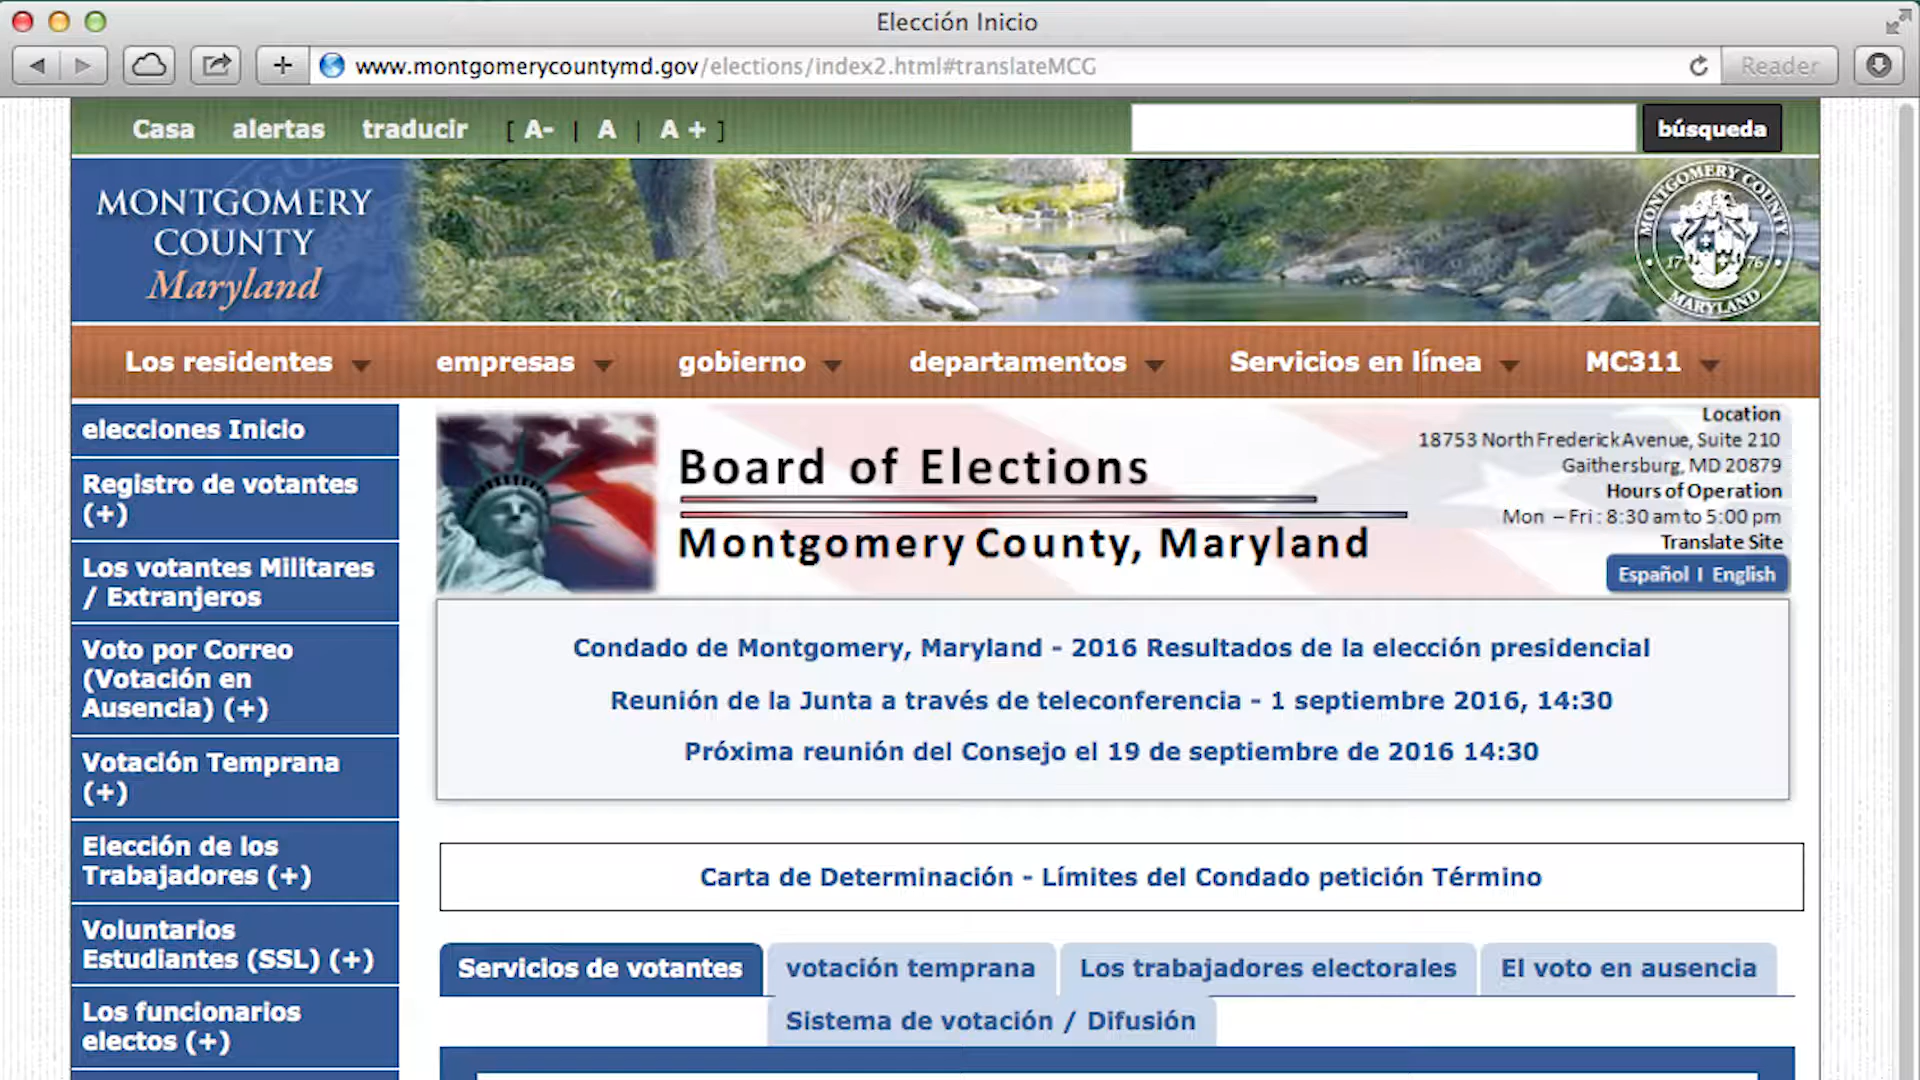 Elección Inicio
www.montgomerycountymd.gov/elections/index2.html#translateMCG
Reader
Casa alertas traducir [ A- | A | A + ]
búsqueda
MONTGOMERY
COUNTY
Maryland
MONTGOMERY COUNTY
17 76
MARYLAND
Los residentes empresas gobierno departamentos Servicios en línea MC311
elecciones Inicio
Registro de votantes
(+)
Los votantes Militares
/ Extranjeros
Voto por Correo
(Votación en
Ausencia) (+)
Votación Temprana
(+)
Elección de los
Trabajadores (+)
Voluntarios
Estudiantes (SSL) (+)
Los funcionarios
electos (+)
Board of Elections
Montgomery County, Maryland
Location
18753 North Frederick Avenue, Suite 210
Gaithersburg, MD 20879
Hours of Operation
Mon – Fri : 8:30 am to 5:00 pm
Translate Site
Español I English
Condado de Montgomery, Maryland - 2016 Resultados de la elección presidencial
Reunión de la Junta a través de teleconferencia - 1 septiembre 2016, 14:30
Próxima reunión del Consejo el 19 de septiembre de 2016 14:30
Carta de Determinación - Límites del Condado petición Término
Servicios de votantes votación temprana Los trabajadores electorales El voto en ausencia
Sistema de votación / Difusión